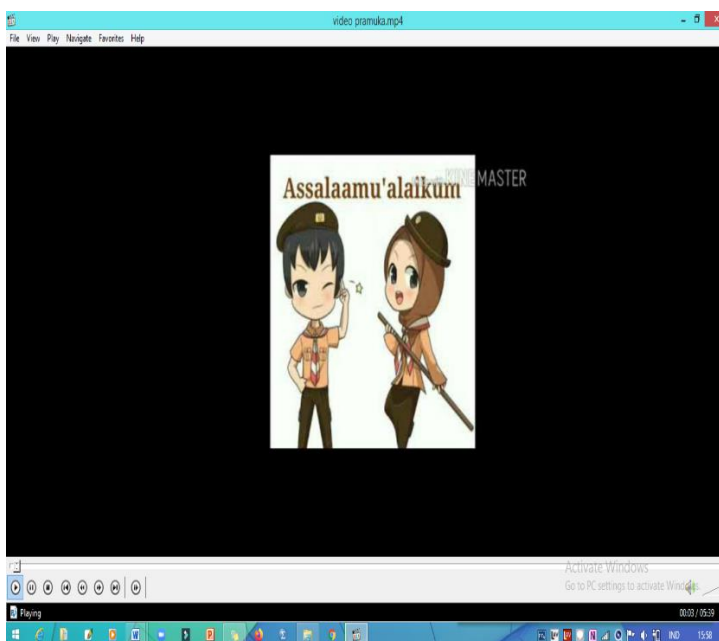 video pramuka.mp4
File View Play Navigate Favorites Help
Assalaamu'alaikum
KINEMASTER
Activate Windows
Go to PC settings to activate Windows.
Playing
00:03 / 05:39
IND 15:58